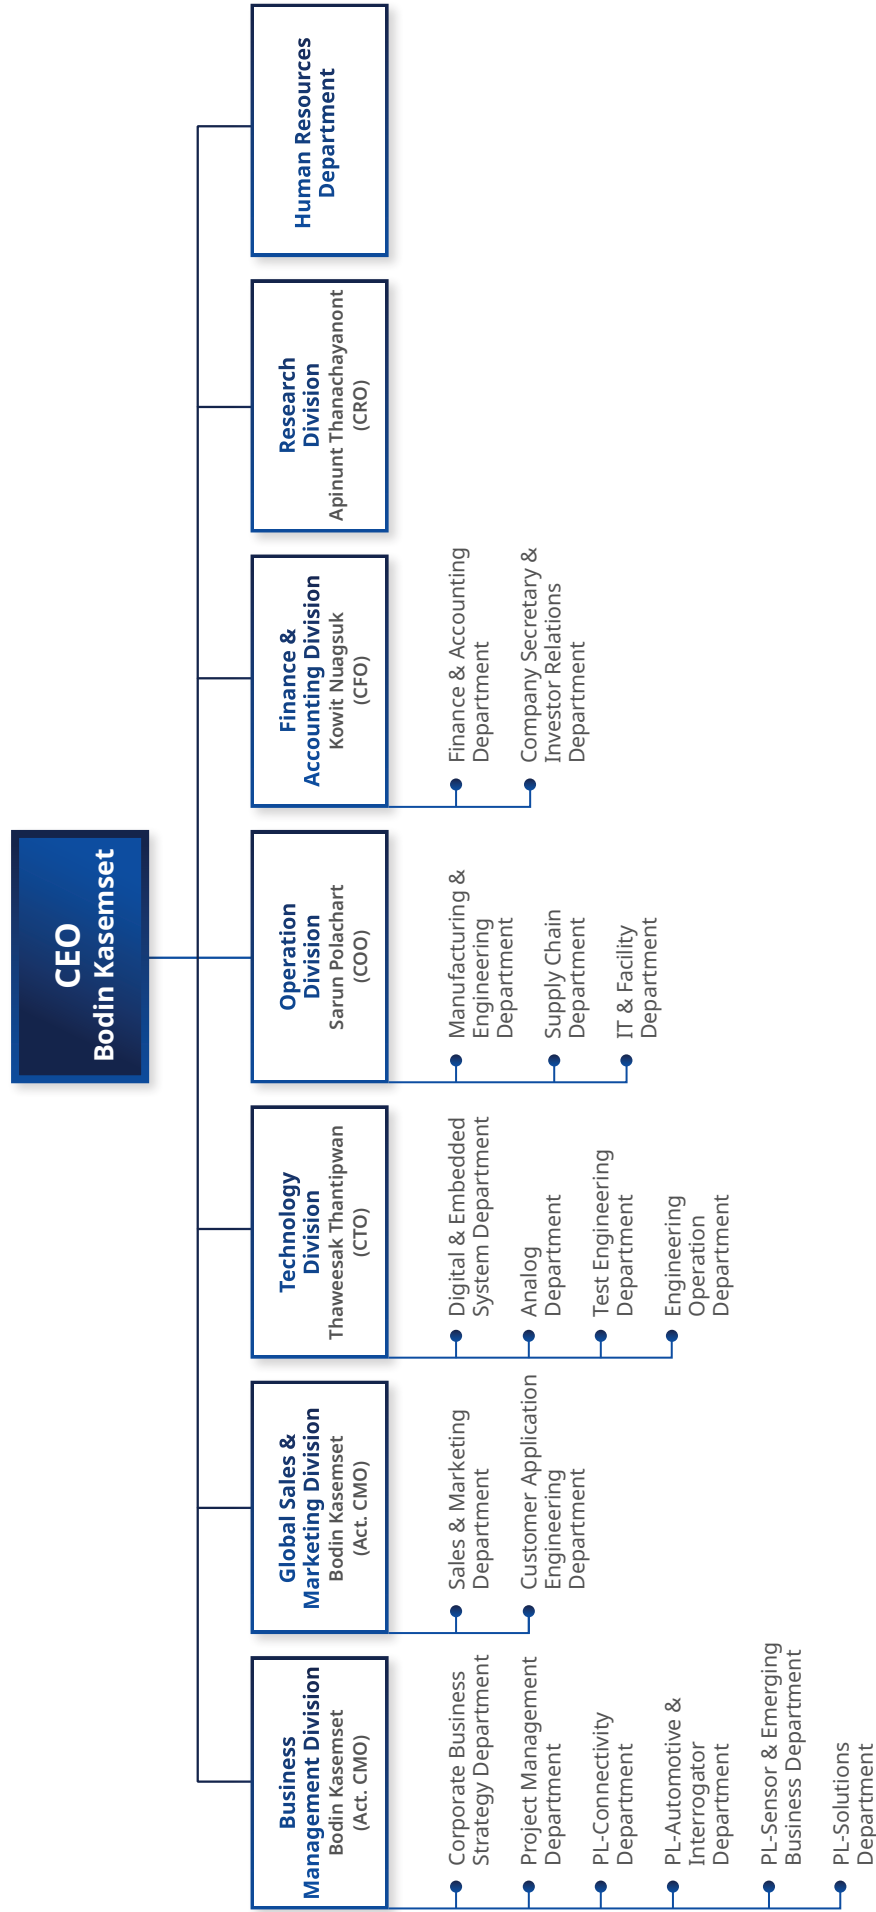 CEO
Bodin Kasemset
Business
Management Division
Bodin Kasemset
(Act. CMO)
Corporate Business
Strategy Department
Project Management
Department
PL-Connectivity
Department
PL-Automotive &
Interrogator
Department
PL-Sensor & Emerging
Business Department
PL-Solutions
Department
Global Sales &
Marketing Division
Bodin Kasemset
(Act. CMO)
Sales & Marketing
Department
Customer Application
Engineering
Department
Technology
Division
Thaweesak Thantipwan
(CTO)
Digital & Embedded
System Department
Analog
Department
Test Engineering
Department
Engineering
Operation
Department
Operation
Division
Sarun Polachart
(COO)
Manufacturing &
Engineering
Department
Supply Chain
Department
IT & Facility
Department
Finance &
Accounting Division
Kowit Nuagsuk
(CFO)
Finance & Accounting
Department
Company Secretary &
Investor Relations
Department
Research
Division
Apinunt Thanachayanont
(CRO)
Human Resources
Department